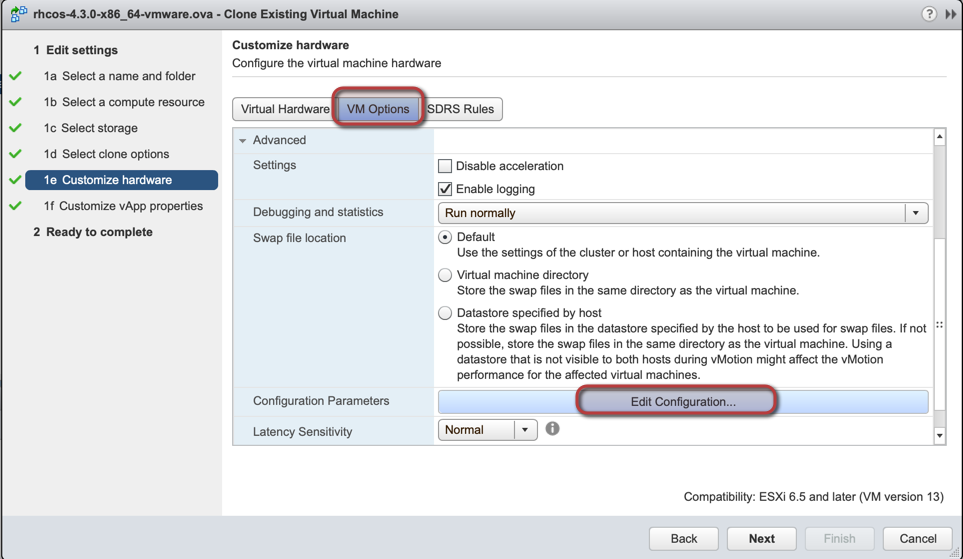 rhcos-4.3.0-x86_64-vmware.ova - Clone Existing Virtual Machine
?
1 Edit settings
1a Select a name and folder
1b Select a compute resource
1c Select storage
1d Select clone options
1e Customize hardware
1f Customize vApp properties
2 Ready to complete
Customize hardware
Configure the virtual machine hardware
Virtual Hardware VM Options SDRS Rules
Advanced
Settings
Disable acceleration
Enable logging
Debugging and statistics
Run normally
Swap file location
Default
Use the settings of the cluster or host containing the virtual machine.
Virtual machine directory
Store the swap files in the same directory as the virtual machine.
Datastore specified by host
Store the swap files in the datastore specified by the host to be used for swap files. If not
possible, store the swap files in the same directory as the virtual machine. Using a
datastore that is not visible to both hosts during vMotion might affect the vMotion
performance for the affected virtual machines.
Configuration Parameters
Edit Configuration...
Latency Sensitivity
Normal
Compatibility: ESXi 6.5 and later (VM version 13)
Back Next Finish Cancel